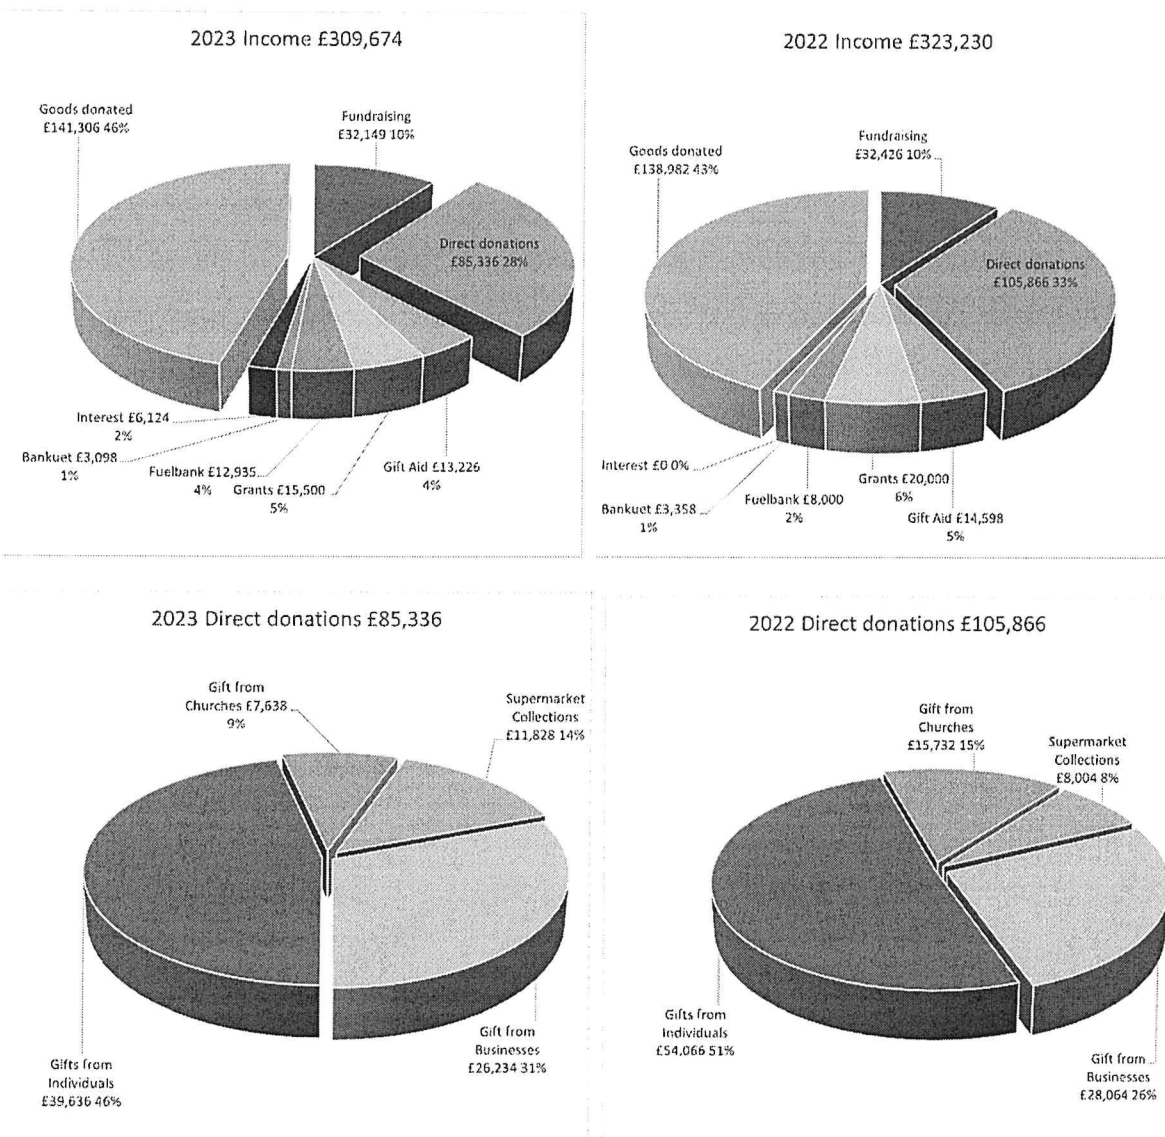 2023 Income £309,674
Goods donated
£141,306 46%
Fundraising
£32,149 10%
Direct donations
£85,336 28%
Interest £6,124
2%
Bankuet £3,098
1%
Fuelbank £12,935
4%
Grants £15,500
5%
Gift Aid £13,226
4%
2022 Income £323,230
Goods donated
£138,982 43%
Fundraising
£32,426 10%
Direct donations
£105,866 33%
Interest £0 0%
Bankuet £3,358
1%
Fuelbank £8,000
2%
Grants £20,000
6%
Gift Aid £14,598
5%
2023 Direct donations £85,336
Gift from
Churches £7,638
9%
Supermarket
Collections
£11,828 14%
Gifts from
Individuals
£39,636 46%
Gift from
Businesses
£26,234 31%
2022 Direct donations £105,866
Gift from
Churches
£15,732 15%
Supermarket
Collections
£8,004 8%
Gifts from
Individuals
£54,066 51%
Gift from
Businesses
£28,064 26%